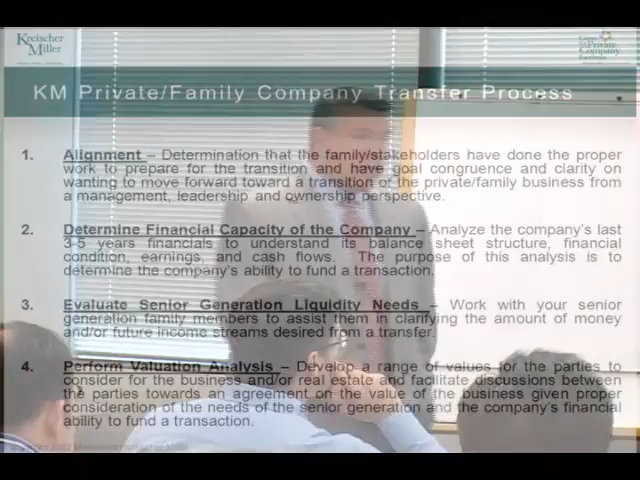 Kreischer
Miller
Center
Private
Company
KM Private/Family Company Transfer Process
1. Alignment – Determination that the family/stakeholders have done the proper
work to prepare for the transition and have goal congruence and clarity on
wanting to move forward toward a transition of the private/family business from
a management, leadership and ownership perspective.
2. Determine Financial Capacity of the Company – Analyze the company's last
3-5 years financials to understand its balance sheet structure, financial
condition, earnings, and cash flows. The purpose of this analysis is to
determine the company's ability to fund a transaction.
3. Evaluate Senior Generation Liquidity Needs – Work with your senior
generation family members to assist them in clarifying the amount of money
and/or future income streams desired from a transfer.
4. Perform Valuation Analysis – Develop a range of values for the parties to
consider for the business and/or real estate and facilitate discussions between
the parties towards an agreement on the value of the business given proper
consideration of the needs of the senior generation and the company's financial
ability to fund a transaction.